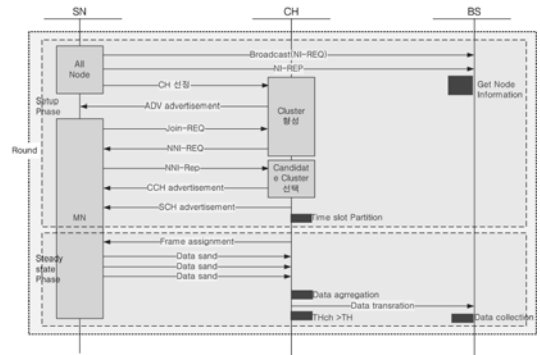 SN
CH
BS
All
Node
Broadcast(NI-REQ)
NI-REP
Get Node
Information
CH 선정
Setup
Phase
ADV advertisement
Cluster
형성
Join-REQ
Round
NNI-REQ
NNI-Rep
Candidat
e Cluster
선택
CCH advertisement
SCH advertisement
MN
Time slot Partition
Frame assignment
Steady
state
Phase
Data sand
Data sand
Data sand
Data agrregation
Data transration
THch >TH
Data collection